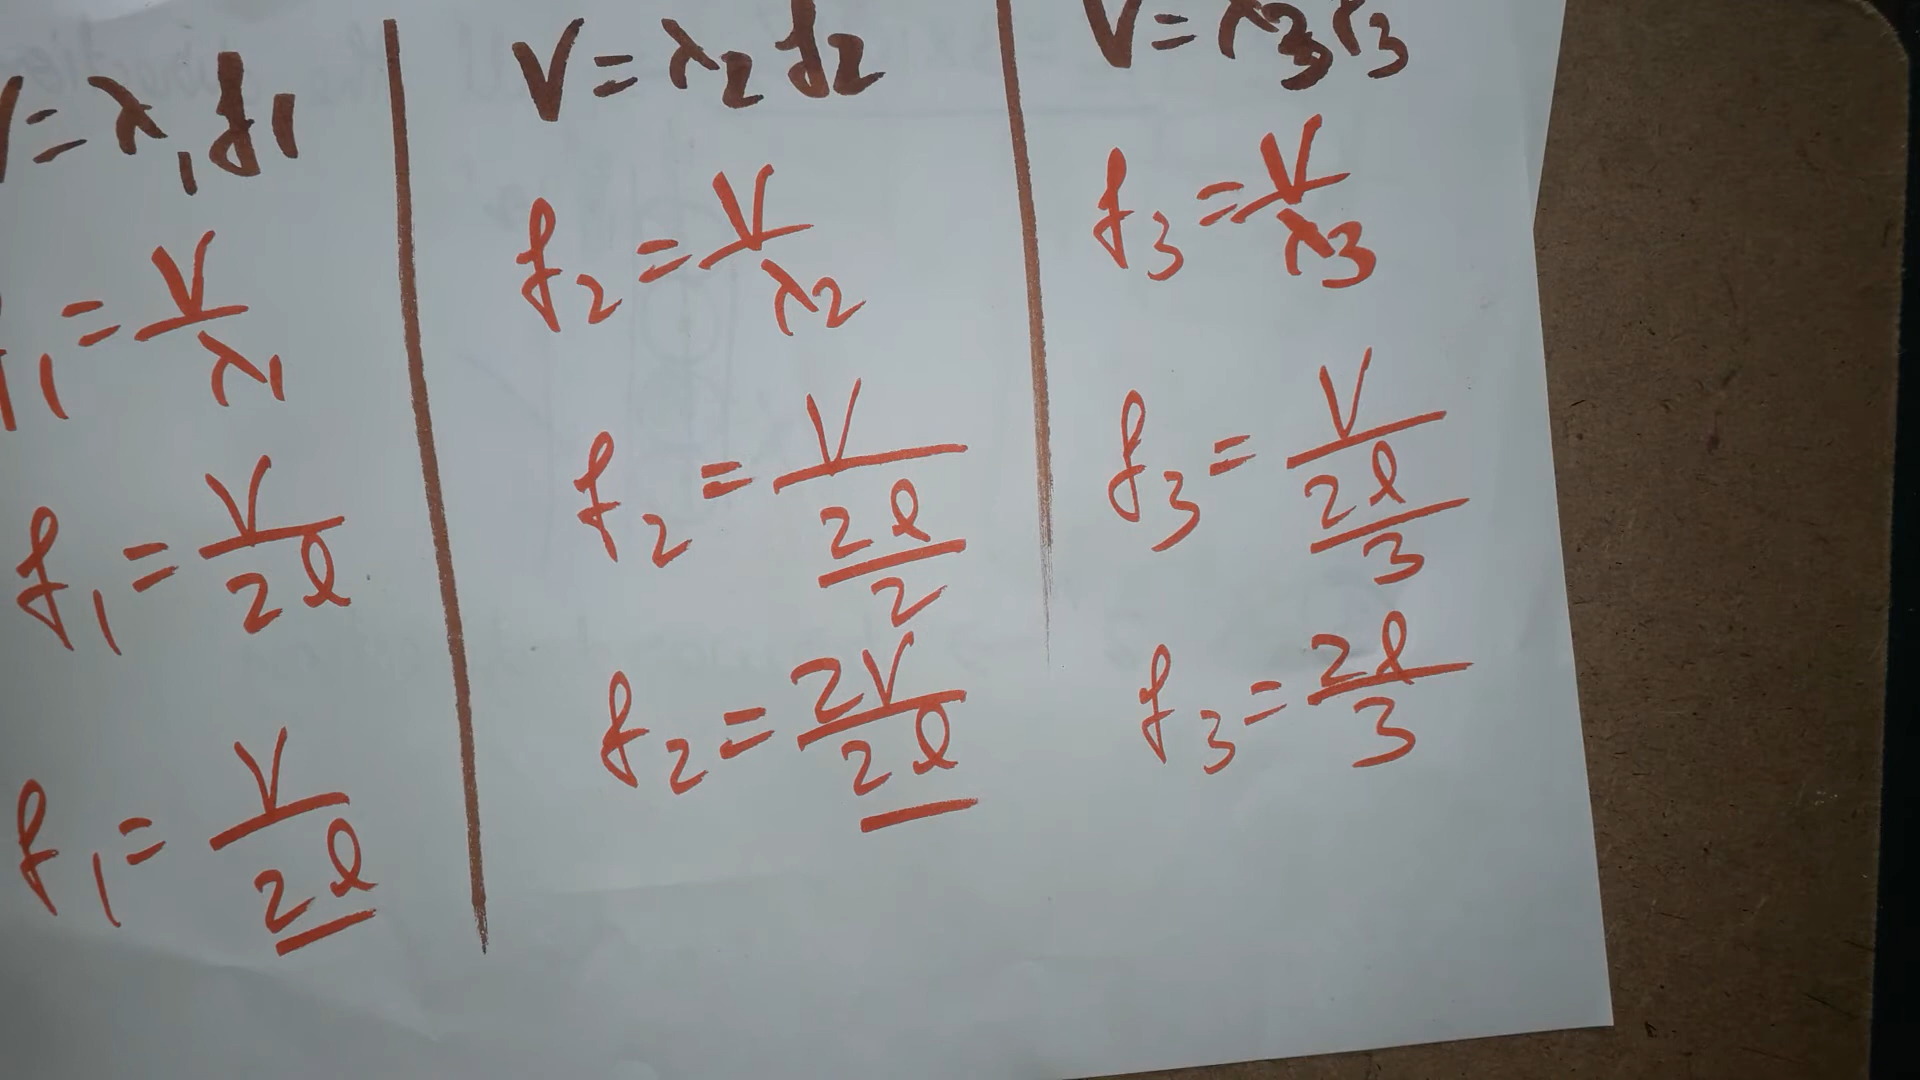 V = λ₁f₁
f₁ = V/λ₁
f₁ = V/2ℓ
f₁ = V/2ℓ
V = λ₂f₂
f₂ = V/λ₂
f₂ = V/(2ℓ/2)
f₂ = 2V/2ℓ
V = λ₃f₃
f₃ = V/λ₃
f₃ = V/(2ℓ/3)
f₃ = 2ℓ/3